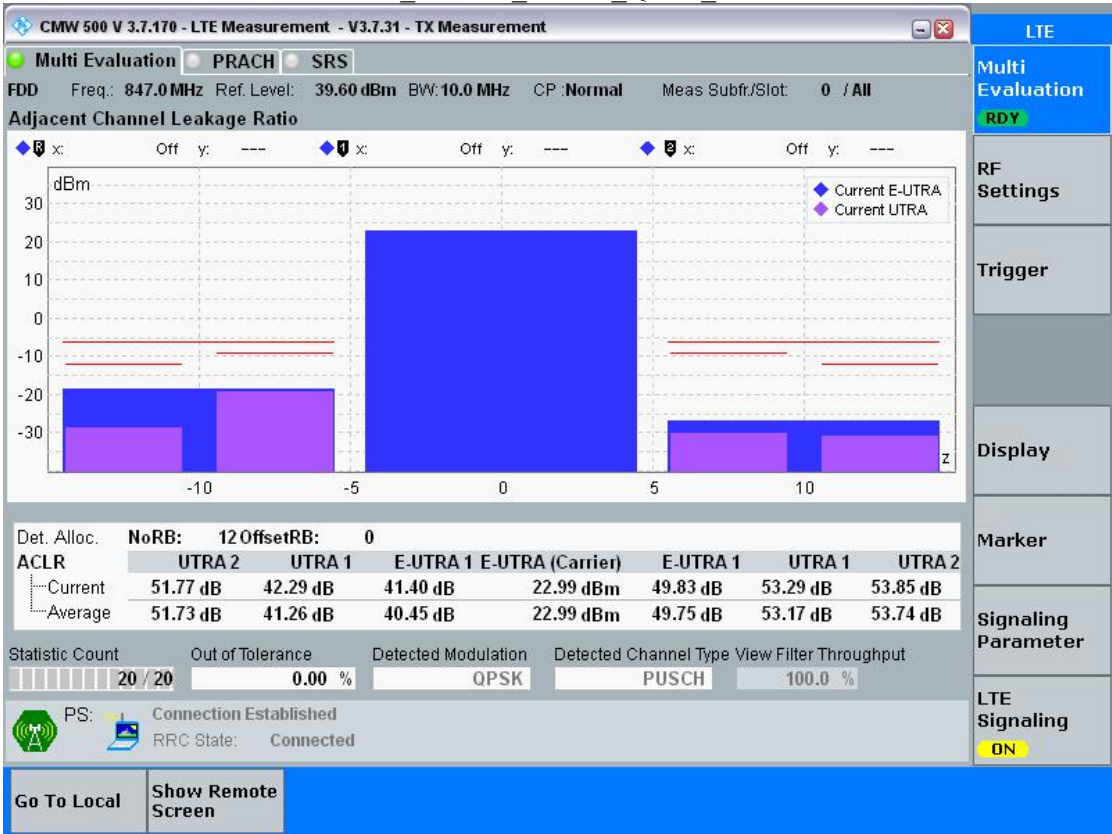 CMW 500 V 3.7.170 - LTE Measurement - V3.7.31 - TX Measurement
LTE
Multi Evaluation PRACH SRS
Multi
Evaluation
RDY
FDD Freq.: 847.0 MHz Ref. Level: 39.60 dBm BW: 10.0 MHz CP :Normal Meas Subfr./Slot: 0 / All
Adjacent Channel Leakage Ratio
R x: Off y: --- 1 x: Off y: --- 2 x: Off y: ---
dBm
Current E-UTRA
Current UTRA
30
20
10
0
-10
-20
-30
z
-10 -5 0 5 10
RF
Settings
Trigger
Display
Marker
Signaling
Parameter
LTE
Signaling
ON
Det. Alloc. NoRB: 12 OffsetRB: 0
ACLR UTRA 2 UTRA 1 E-UTRA 1 E-UTRA (Carrier) E-UTRA 1 UTRA 1 UTRA 2
Current 51.77 dB 42.29 dB 41.40 dB 22.99 dBm 49.83 dB 53.29 dB 53.85 dB
Average 51.73 dB 41.26 dB 40.45 dB 22.99 dBm 49.75 dB 53.17 dB 53.74 dB
Statistic Count Out of Tolerance Detected Modulation Detected Channel Type View Filter Throughput
20 / 20 0.00 % QPSK PUSCH 100.0 %
PS: Connection Established
RRC State: Connected
Go To Local
Show Remote
Screen